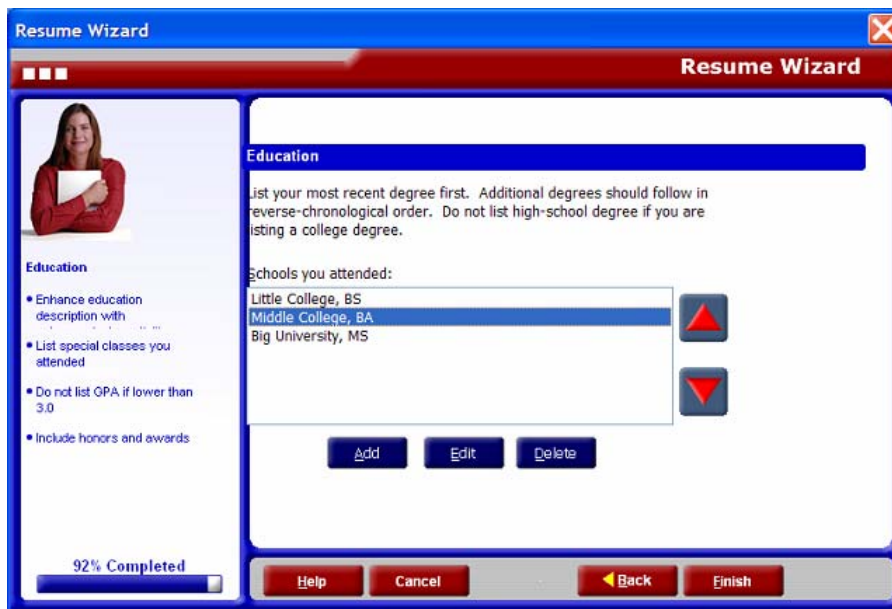 Resume Wizard
Resume Wizard
Education
Enhance education
description with
List special classes you
attended
Do not list GPA if lower than
3.0
Include honors and awards
92% Completed
Education
List your most recent degree first. Additional degrees should follow in
reverse-chronological order. Do not list high-school degree if you are
listing a college degree.
Schools you attended:
Little College, BS
Middle College, BA
Big University, MS
Add Edit Delete
Help Cancel Back Finish